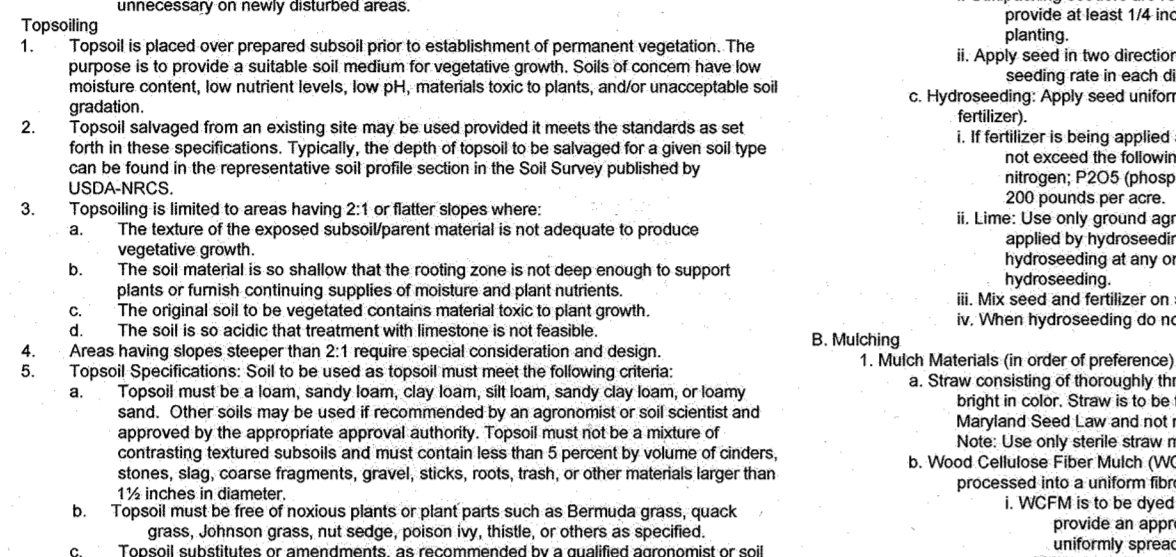 unnecessary on newly disturbed areas.
Topsoiling
1. Topsoil is placed over prepared subsoil prior to establishment of permanent vegetation. The
purpose is to provide a suitable soil medium for vegetative growth. Soils of concern have low
moisture content, low nutrient levels, low pH, materials toxic to plants, and/or unacceptable soil
gradation.
2. Topsoil salvaged from an existing site may be used provided it meets the standards as set
forth in these specifications. Typically, the depth of topsoil to be salvaged for a given soil type
can be found in the representative soil profile section in the Soil Survey published by
USDA-NRCS.
3. Topsoiling is limited to areas having 2:1 or flatter slopes where:
a. The texture of the exposed subsoil/parent material is not adequate to produce
vegetative growth.
b. The soil material is so shallow that the rooting zone is not deep enough to support
plants or furnish continuing supplies of moisture and plant nutrients.
c. The original soil to be vegetated contains material toxic to plant growth.
d. The soil is so acidic that treatment with limestone is not feasible.
4. Areas having slopes steeper than 2:1 require special consideration and design.
5. Topsoil Specifications: Soil to be used as topsoil must meet the following criteria:
a. Topsoil must be a loam, sandy loam, clay loam, silt loam, sandy clay loam, or loamy
sand. Other soils may be used if recommended by an agronomist or soil scientist and
approved by the appropriate approval authority. Topsoil must not be a mixture of
contrasting textured subsoils and must contain less than 5 percent by volume of cinders,
stones, slag, coarse fragments, gravel, sticks, roots, trash, or other materials larger than
1½ inches in diameter.
b. Topsoil must be free of noxious plants or plant parts such as Bermuda grass, quack
grass, Johnson grass, nut sedge, poison ivy, thistle, or others as specified.
c. Topsoil substitutes or amendments, as recommended by a qualified agronomist or soil
provide at least 1/4 inc
planting.
ii. Apply seed in two direction
seeding rate in each di
c. Hydroseeding: Apply seed uniform
fertilizer).
i. If fertilizer is being applied
not exceed the followin
nitrogen; P2O5 (phosp
200 pounds per acre.
ii. Lime: Use only ground agr
applied by hydroseedin
hydroseeding at any or
hydroseeding.
iii. Mix seed and fertilizer on
iv. When hydroseeding do no
B. Mulching
1. Mulch Materials (in order of preference)
a. Straw consisting of thoroughly thr
bright in color. Straw is to be
Maryland Seed Law and not
Note: Use only sterile straw m
b. Wood Cellulose Fiber Mulch (WC
processed into a uniform fibro
i. WCFM is to be dyed
provide an appr
uniformly spread